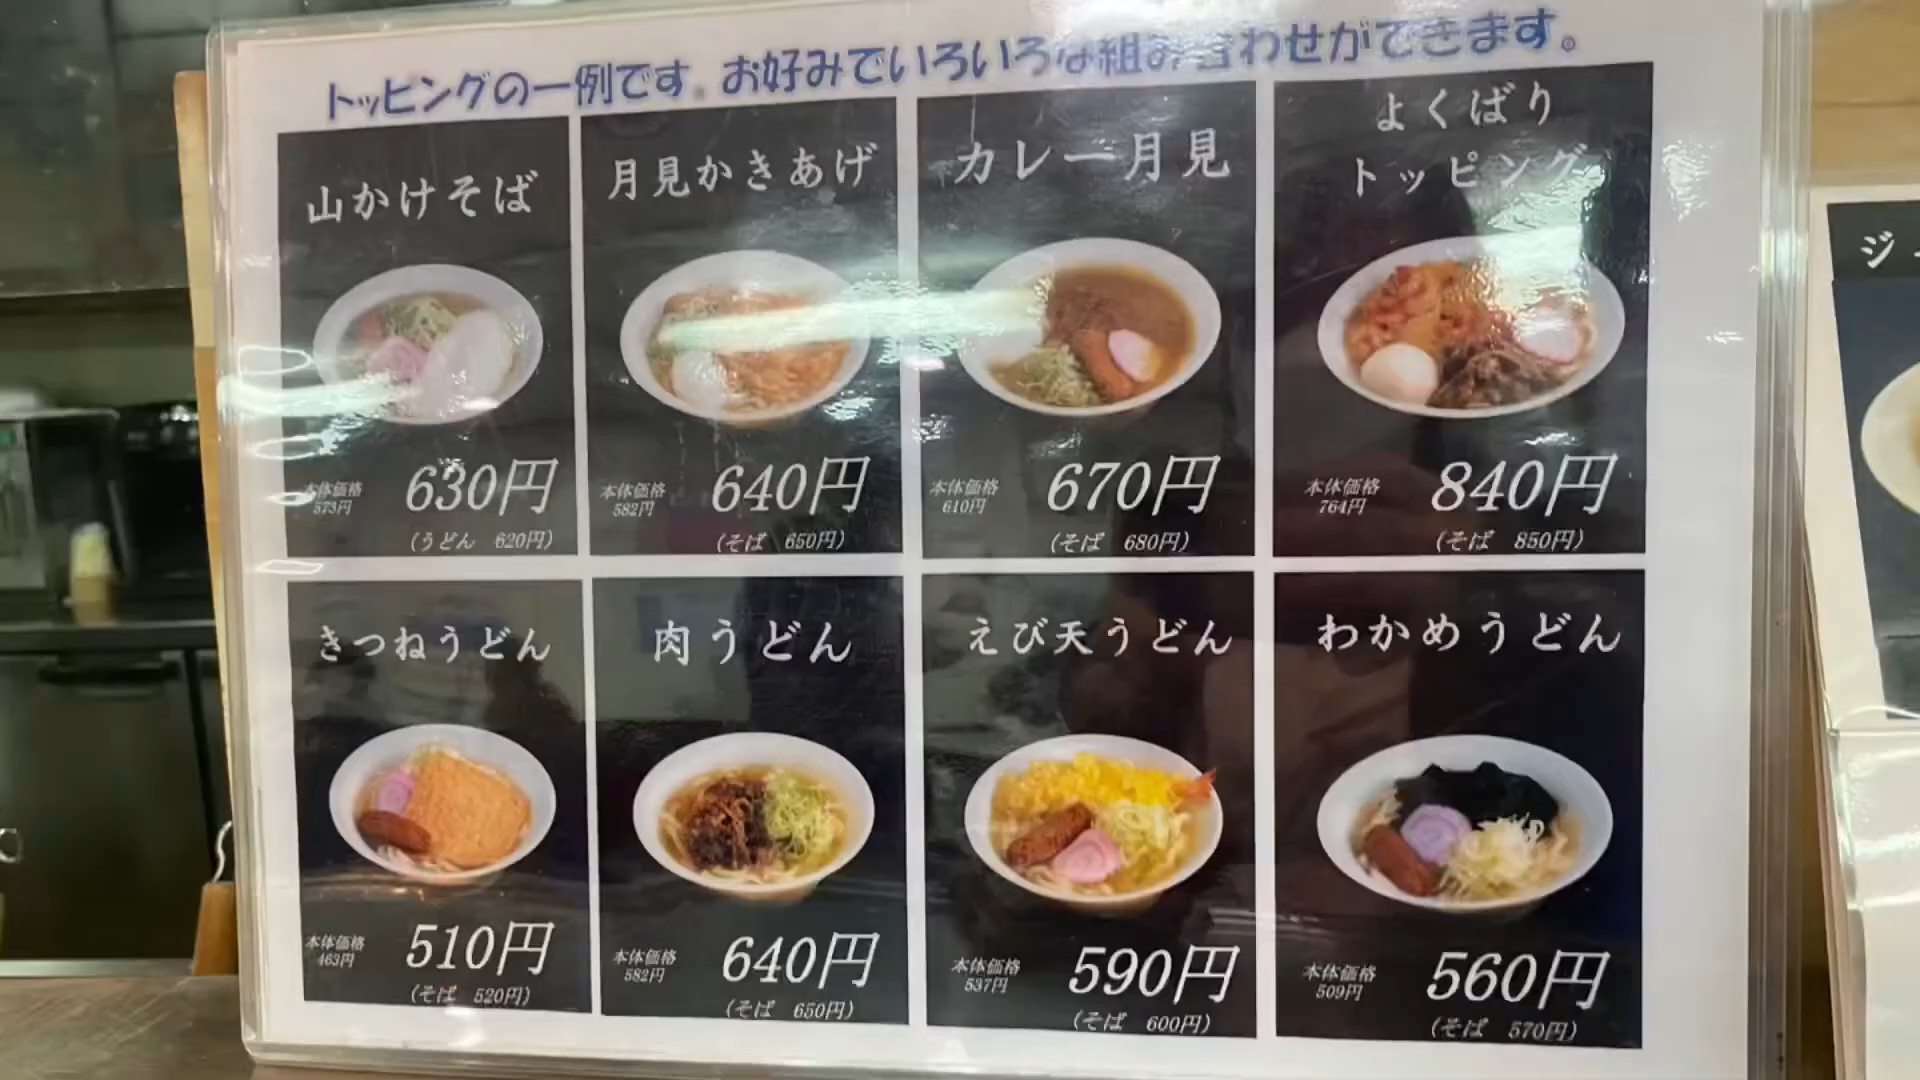 トッピングの一例です。お好みでいろいろな組み合わせができます。
山かけそば
本体価格
573円
630円
(うどん 620円)
月見かきあげ
本体価格
582円
640円
(そば 650円)
カレー月見
本体価格
610円
670円
(そば 680円)
よくばり
トッピング
本体価格
764円
840円
(そば 850円)
きつねうどん
本体価格
463円
510円
(そば 520円)
肉うどん
本体価格
582円
640円
(そば 650円)
えび天うどん
本体価格
537円
590円
(そば 600円)
わかめうどん
本体価格
509円
560円
(そば 570円)
ジ